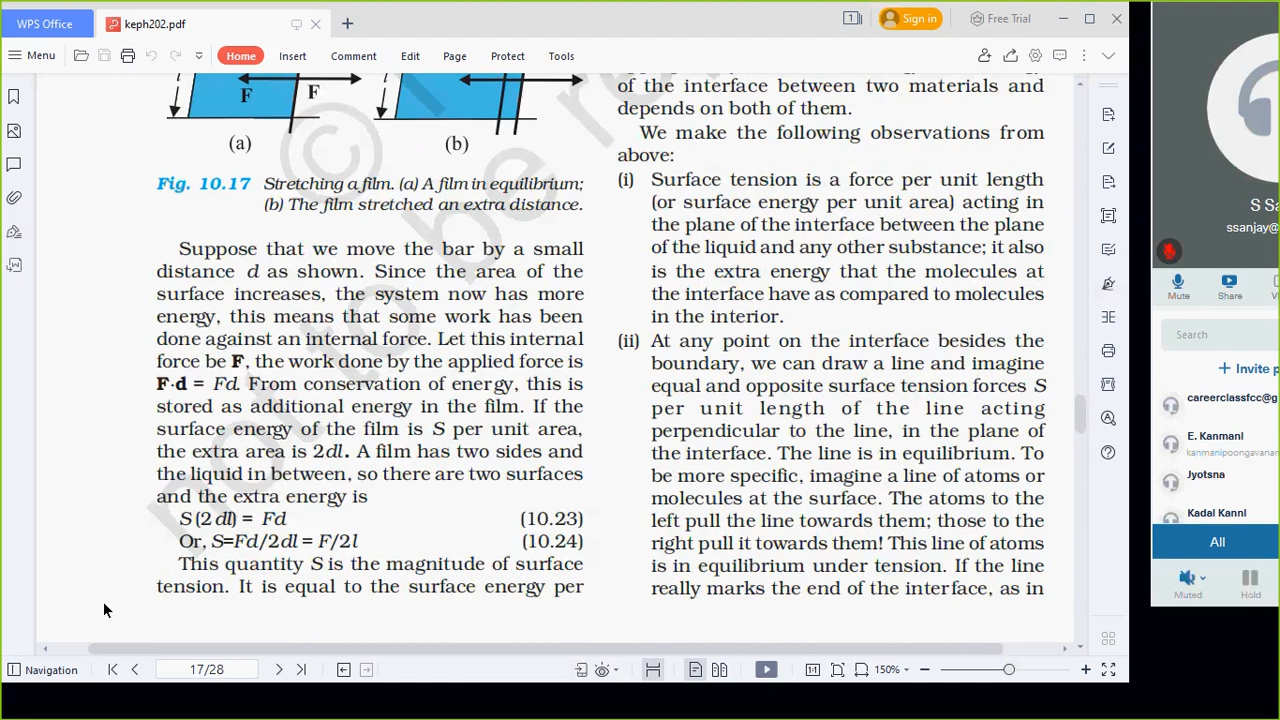 WPS Office
keph202.pdf
1
Sign in
Free Trial
Menu
Home
Insert
Comment
Edit
Page
Protect
Tools
F
F
(a)
(b)
Fig. 10.17 Stretching a film. (a) A film in equilibrium;
(b) The film stretched an extra distance.
Suppose that we move the bar by a small
distance d as shown. Since the area of the
surface increases, the system now has more
energy, this means that some work has been
done against an internal force. Let this internal
force be F, the work done by the applied force is
F·d = Fd. From conservation of energy, this is
stored as additional energy in the film. If the
surface energy of the film is S per unit area,
the extra area is 2dl. A film has two sides and
the liquid in between, so there are two surfaces
and the extra energy is
S (2dl) = Fd (10.23)
Or, S=Fd/2dl = F/2l (10.24)
This quantity S is the magnitude of surface
tension. It is equal to the surface energy per
of the interface between two materials and
depends on both of them.
We make the following observations from
above:
(i) Surface tension is a force per unit length
(or surface energy per unit area) acting in
the plane of the interface between the plane
of the liquid and any other substance; it also
is the extra energy that the molecules at
the interface have as compared to molecules
in the interior.
(ii) At any point on the interface besides the
boundary, we can draw a line and imagine
equal and opposite surface tension forces S
per unit length of the line acting
perpendicular to the line, in the plane of
the interface. The line is in equilibrium. To
be more specific, imagine a line of atoms or
molecules at the surface. The atoms to the
left pull the line towards them; those to the
right pull it towards them! This line of atoms
is in equilibrium under tension. If the line
really marks the end of the interface, as in
not to be re
©
Navigation
17/28
150%
S Sa
ssanjay@
Mute
Share
Search
+ Invite p
careerclassfcc@g
E. Kanmani
kanmanipoongavanan
Jyotsna
Kadal Kanni
All
Muted
Hold